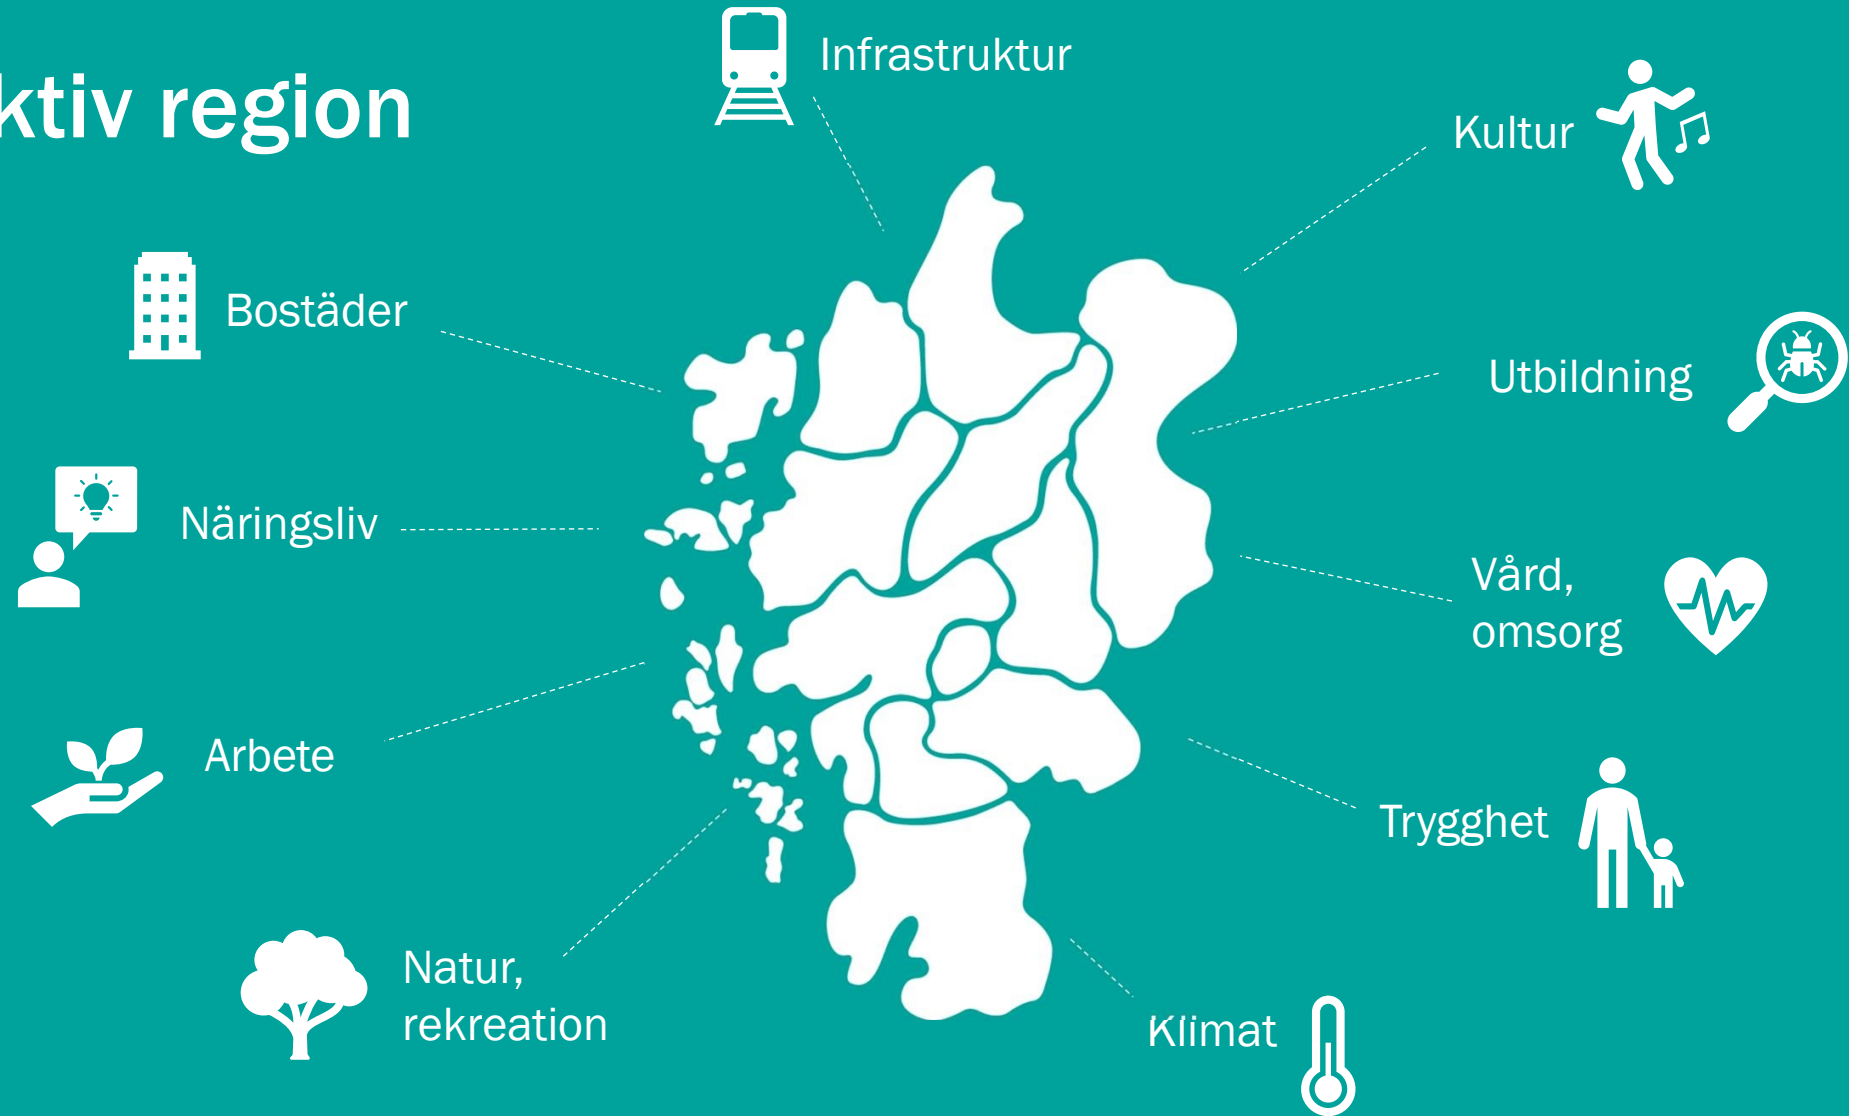 ktiv region
Infrastruktur
Kultur
Bostäder
Utbildning
Näringsliv
Vård,
omsorg
Arbete
Trygghet
Natur,
rekreation
Klimat